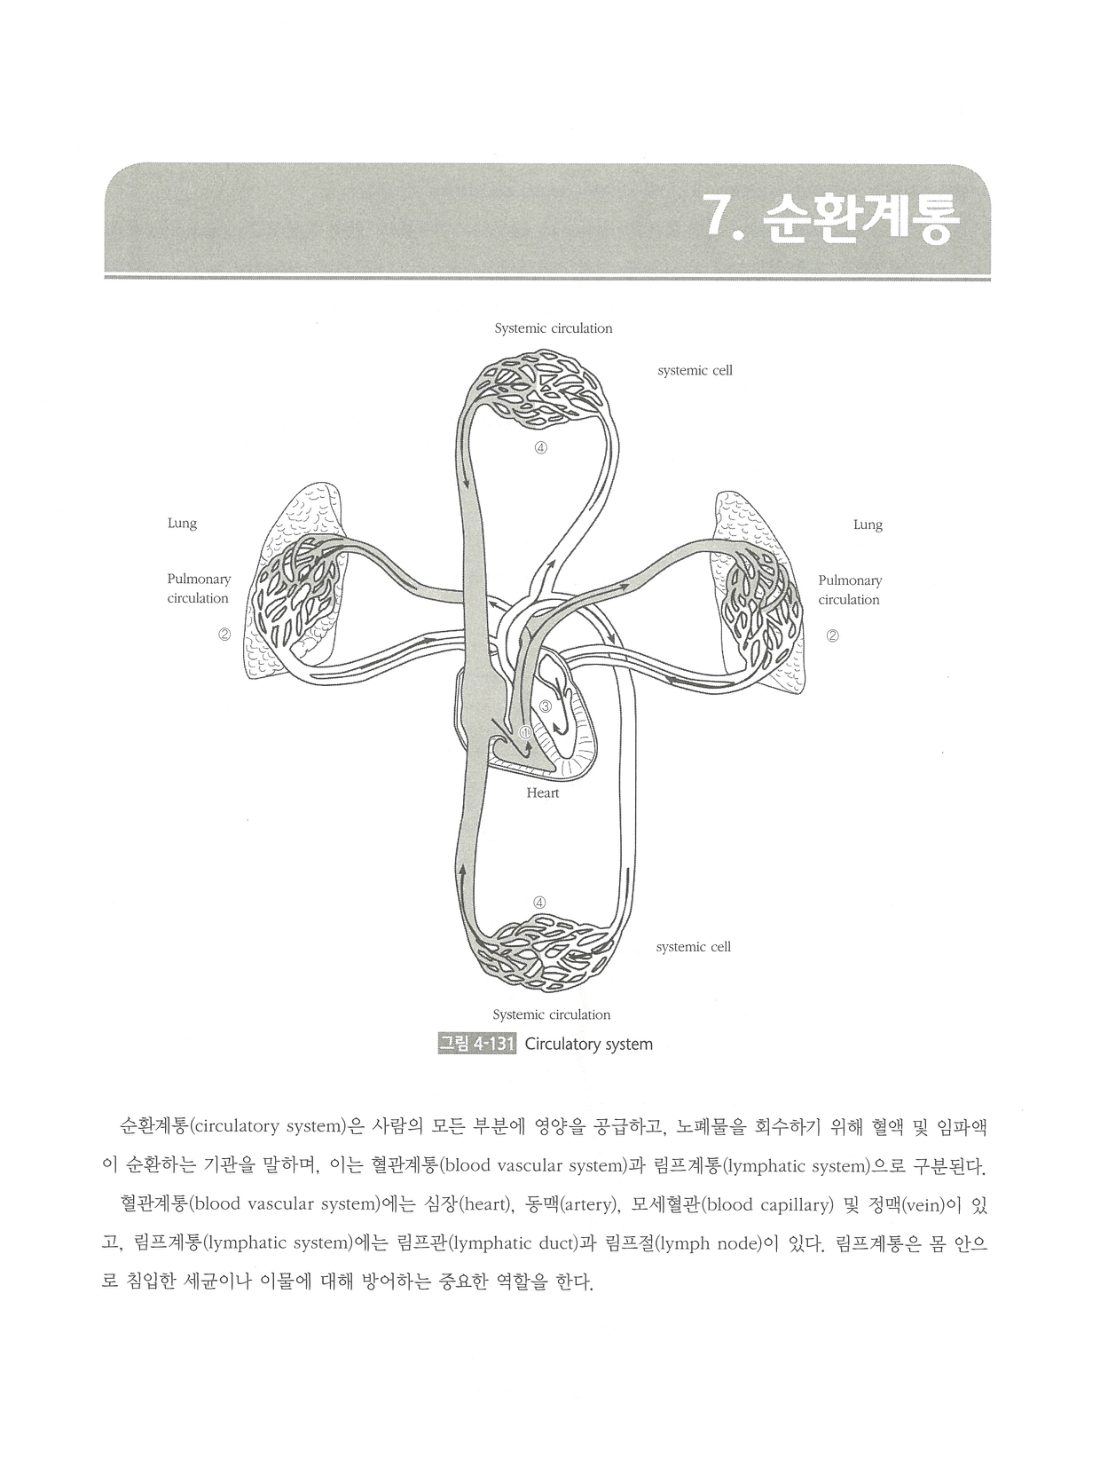 7. 순환계통
Systemic circulation
systemic cell
④
Lung
Lung
Pulmonary
circulation
②
Pulmonary
circulation
②
③
①
Heart
④
systemic cell
Systemic circulation
그림 4-131 Circulatory system
순환계통(circulatory system)은 사람의 모든 부분에 영양을 공급하고, 노폐물을 회수하기 위해 혈액 및 임파액
이 순환하는 기관을 말하며, 이는 혈관계통(blood vascular system)과 림프계통(lymphatic system)으로 구분된다.
혈관계통(blood vascular system)에는 심장(heart), 동맥(artery), 모세혈관(blood capillary) 및 정맥(vein)이 있
고, 림프계통(lymphatic system)에는 림프관(lymphatic duct)과 림프절(lymph node)이 있다. 림프계통은 몸 안으
로 침입한 세균이나 이물에 대해 방어하는 중요한 역할을 한다.